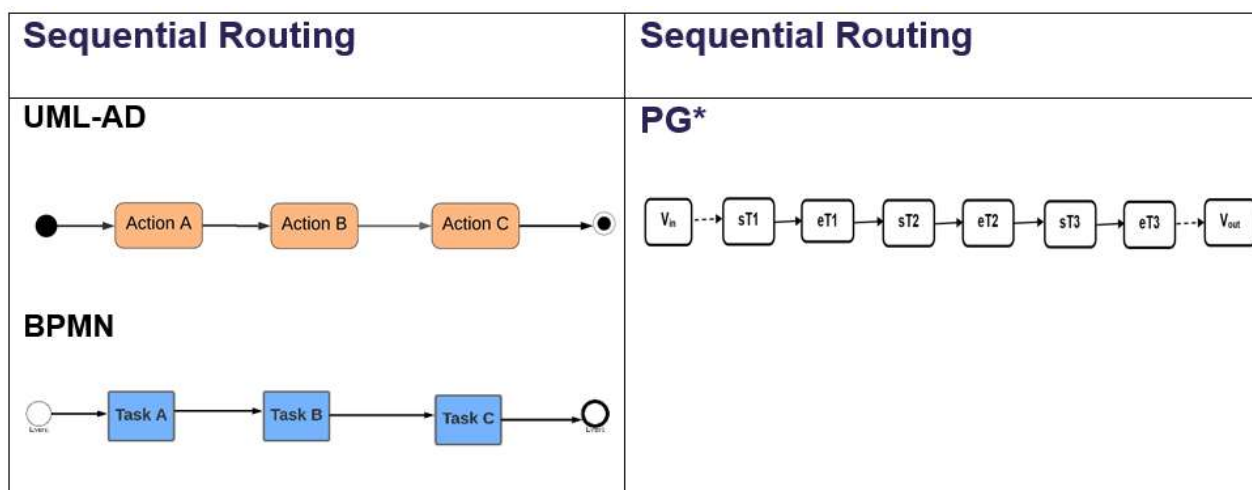 Sequential Routing
Sequential Routing
UML-AD
Action A
Action B
Action C
BPMN
Task A
Task B
Task C
PG*
Vin
sT1
eT1
sT2
eT2
sT3
eT3
Vout